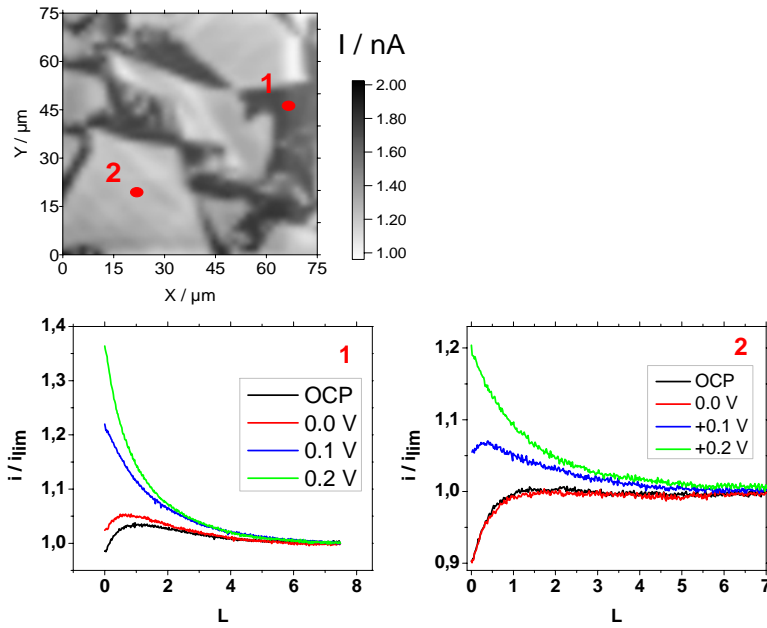 75
60
45
30
15
0
Y / µm
0 15 30 45 60 75
X / µm
1
2
I / nA
2.00
1.80
1.60
1.40
1.20
1.00
1,4
1,3
1,2
1,1
1,0
i / ilim
0 2 4 6 8
L
1
OCP
0.0 V
0.1 V
0.2 V
1,2
1,1
1,0
0,9
i / ilim
0 1 2 3 4 5 6 7
L
2
OCP
0.0 V
+0.1 V
+0.2 V